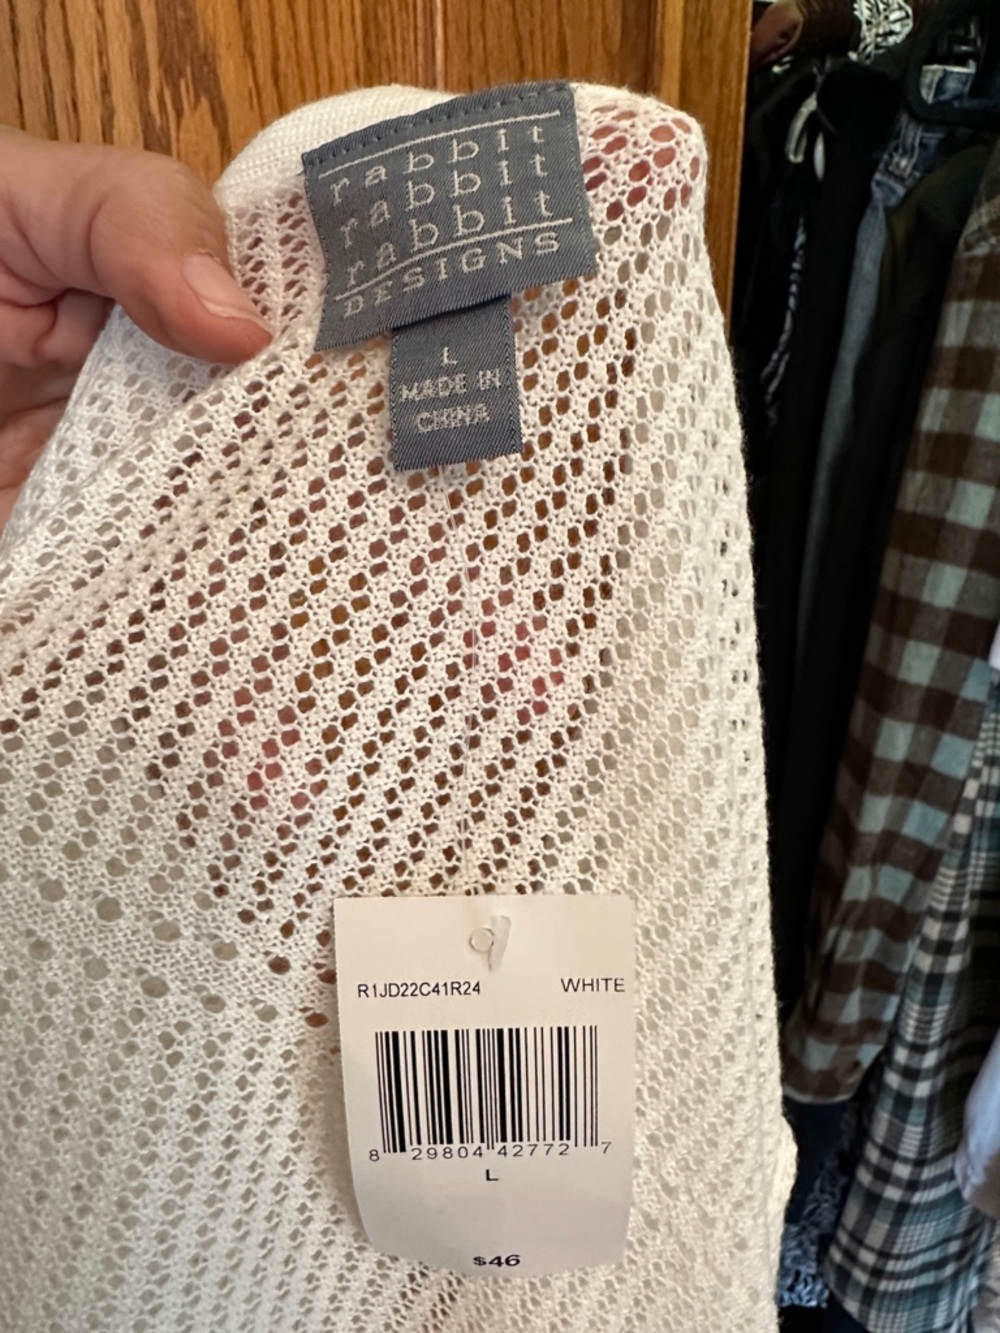 rabbit
rabbit
rabbit
DESIGNS
L
MADE IN
CHINA
R1JD22C41R24 WHITE
8 29804 42772 7
L
$46